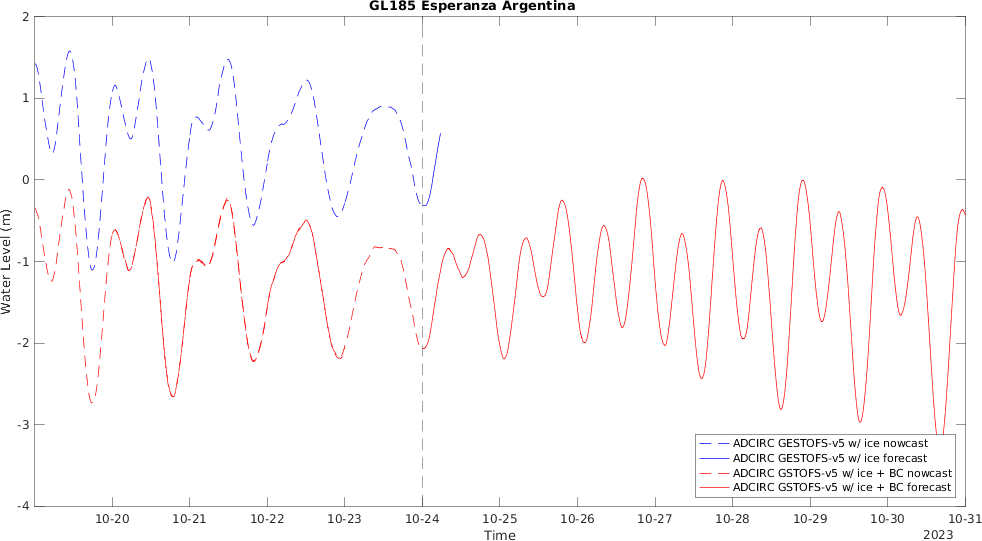 GL185 Esperanza Argentina
2
1
0
-1
-2
-3
-4
Water Level (m)
ADCIRC GESTOFS-v5 w/ ice nowcast
ADCIRC GESTOFS-v5 w/ ice forecast
ADCIRC GSTOFS-v5 w/ ice + BC nowcast
ADCIRC GSTOFS-v5 w/ ice + BC forecast
10-20 10-21 10-22 10-23 10-24 10-25 10-26 10-27 10-28 10-29 10-30 10-31
Time
2023